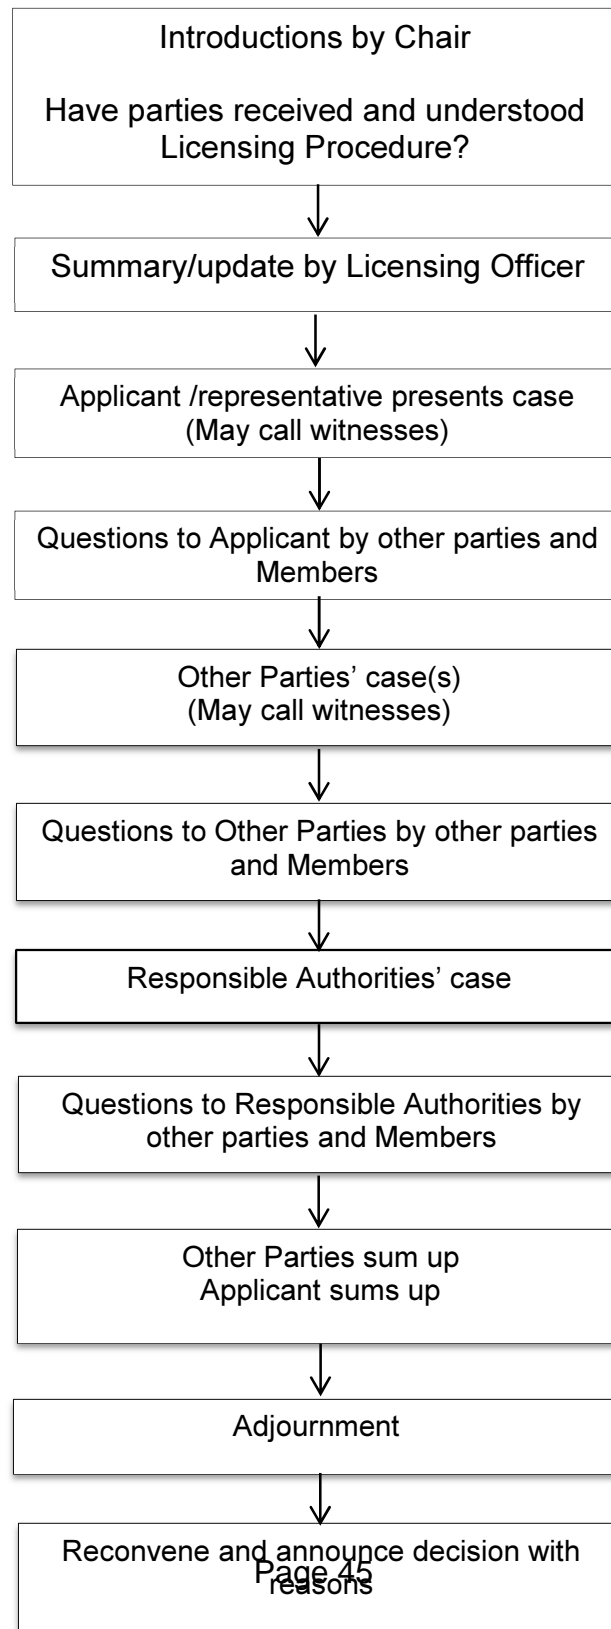 Introductions by Chair
Have parties received and understood
Licensing Procedure?
Summary/update by Licensing Officer
Applicant /representative presents case
(May call witnesses)
Questions to Applicant by other parties and
Members
Other Parties’ case(s)
(May call witnesses)
Questions to Other Parties by other parties
and Members
Responsible Authorities’ case
Questions to Responsible Authorities by
other parties and Members
Other Parties sum up
Applicant sums up
Adjournment
Reconvene and announce decision with
reasons
Page 45